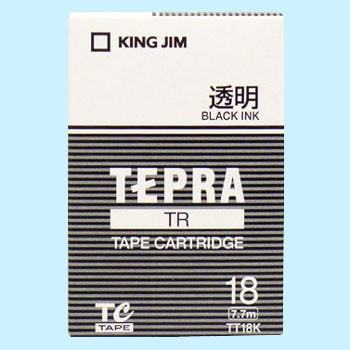 KING JIM
透明
BLACK INK
TEPRA
TR
TAPE CARTRIDGE
TC
TAPE
18
7.7m
TT18K